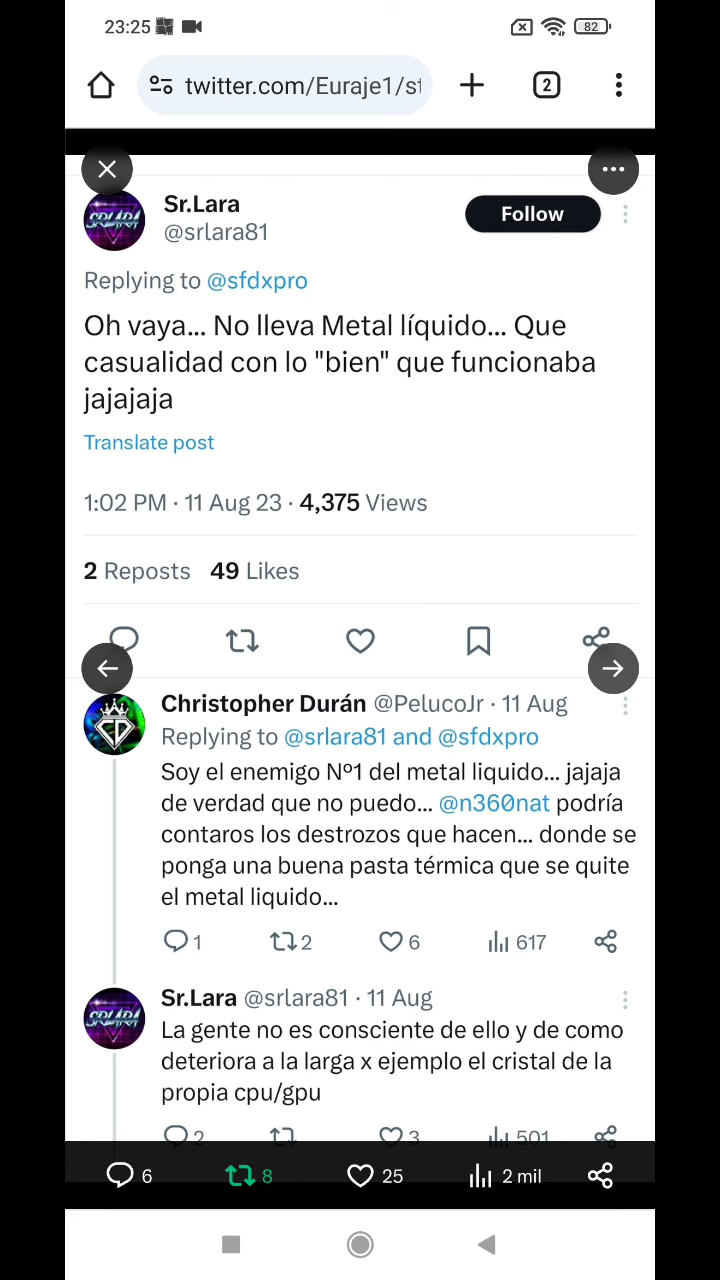 23:25
82
twitter.com/Euraje1/st
2
Sr.Lara
@srlara81
Follow
Replying to @sfdxpro
Oh vaya... No lleva Metal líquido... Que
casualidad con lo "bien" que funcionaba
jajajaja
Translate post
1:02 PM · 11 Aug 23 · 4,375 Views
2 Reposts 49 Likes
Christopher Durán @PelucoJr · 11 Aug
Replying to @srlara81 and @sfdxpro
Soy el enemigo Nº1 del metal liquido... jajaja
de verdad que no puedo... @n360nat podría
contaros los destrozos que hacen... donde se
ponga una buena pasta térmica que se quite
el metal liquido...
1 2 6 617
Sr.Lara @srlara81 · 11 Aug
La gente no es consciente de ello y de como
deteriora a la larga x ejemplo el cristal de la
propia cpu/gpu
2 3 501
6 8 25 2 mil